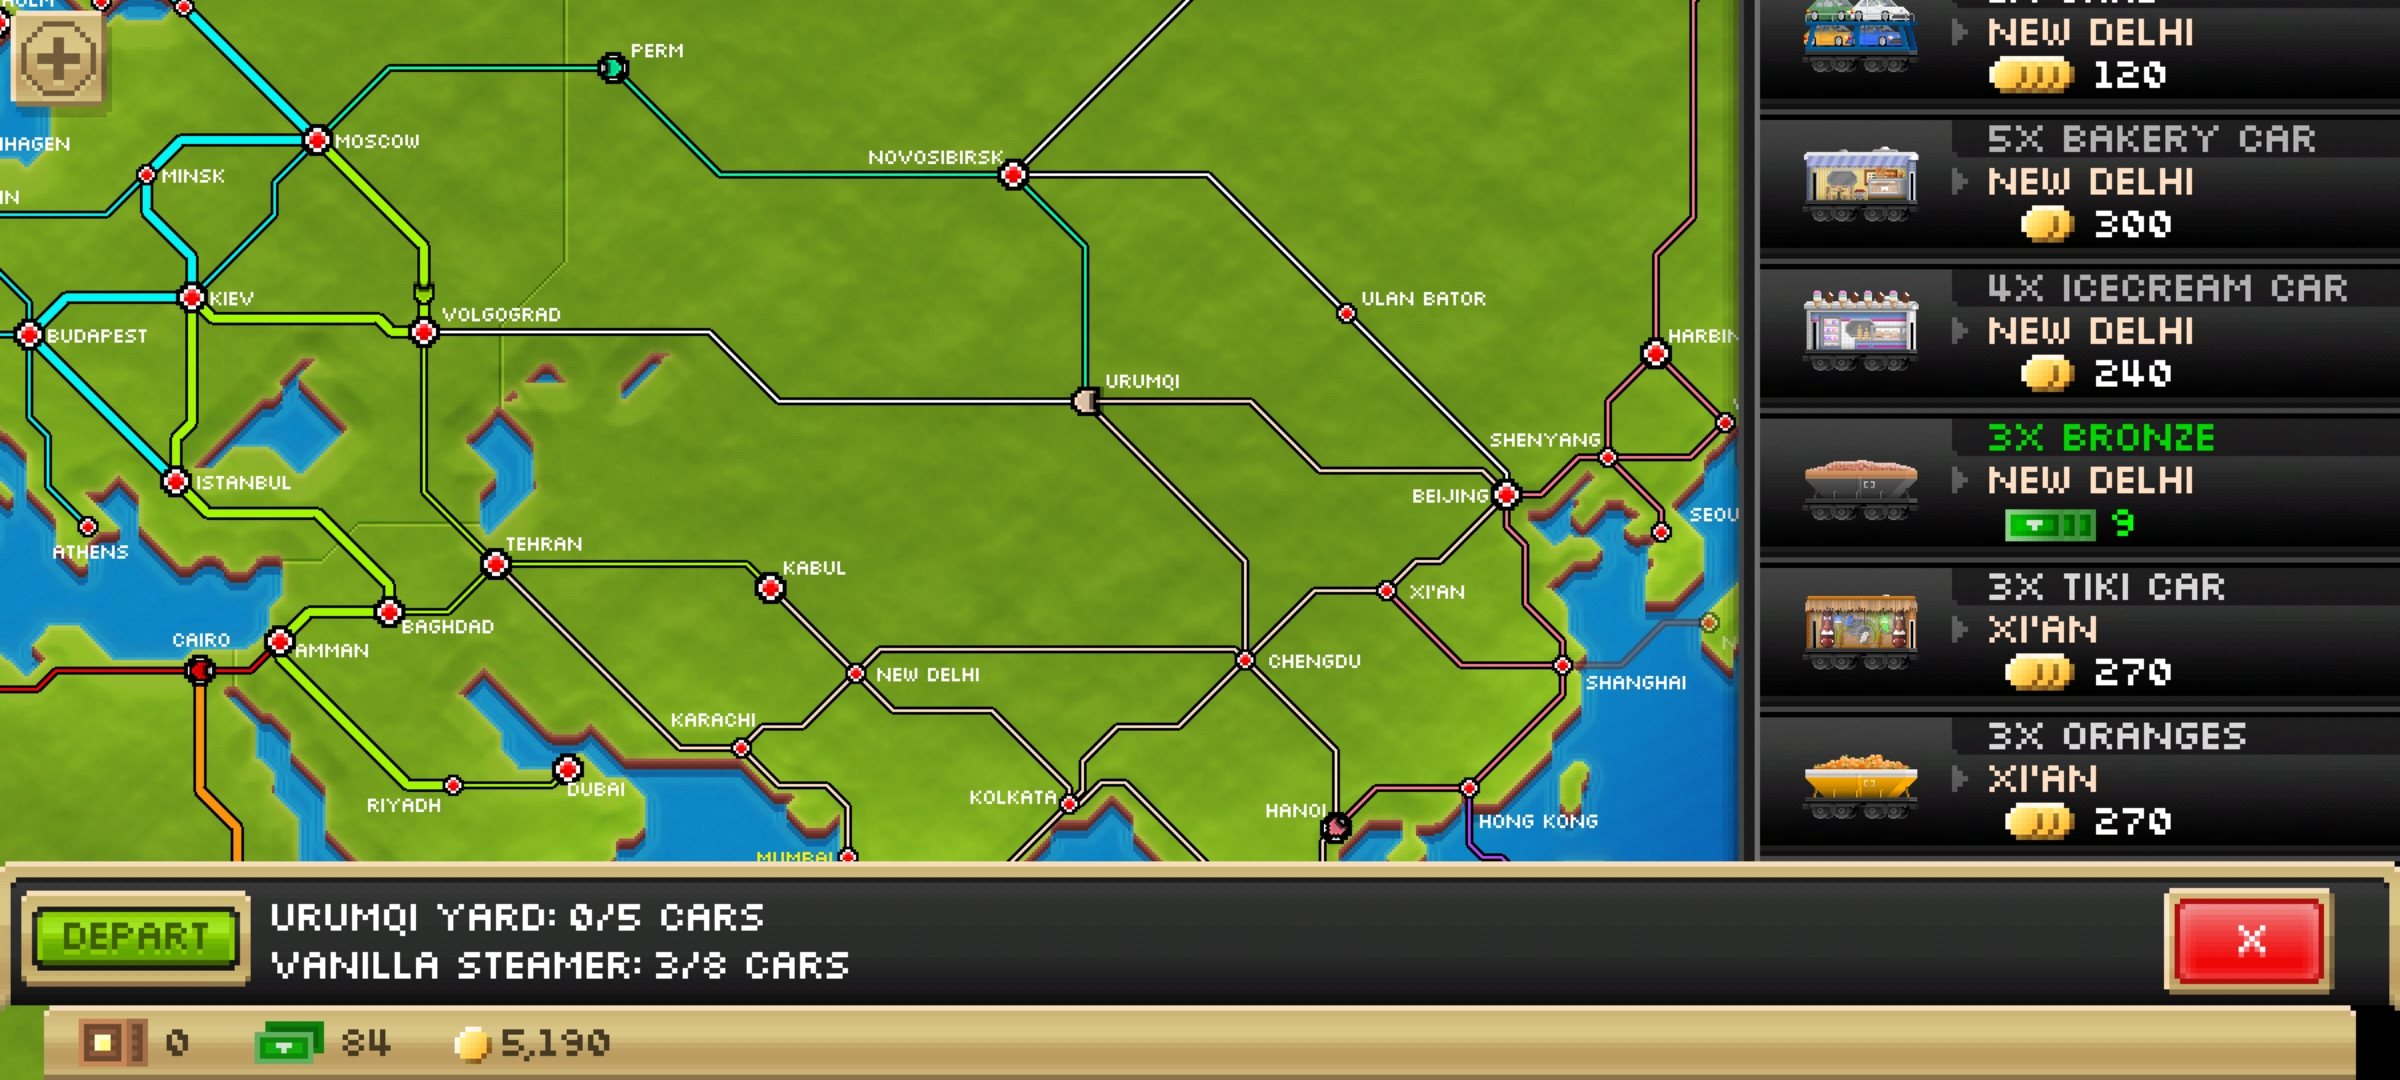 PERM
MOSCOW
NOVOSIBIRSK
MINSK
ULAN BATOR
KIEV
VOLGOGRAD
BUDAPEST
URUMQI
SHENYANG
ISTANBUL
BEIJING
ATHENS
TEHRAN
KABUL
XI'AN
BAGHDAD
CAIRO
AMMAN
CHENGDU
NEW DELHI
SHANGHAI
KARACHI
DUBAI
RIYADH
KOLKATA
HANOI
HONG KONG
MUMBAI
NEW DELHI
120
5X BAKERY CAR
NEW DELHI
300
4X ICECREAM CAR
NEW DELHI
240
3X BRONZE
NEW DELHI
9
3X TIKI CAR
XI'AN
270
3X ORANGES
XI'AN
270
DEPART
URUMQI YARD: 0/5 CARS
VANILLA STEAMER: 3/8 CARS
X
0
84
5,190